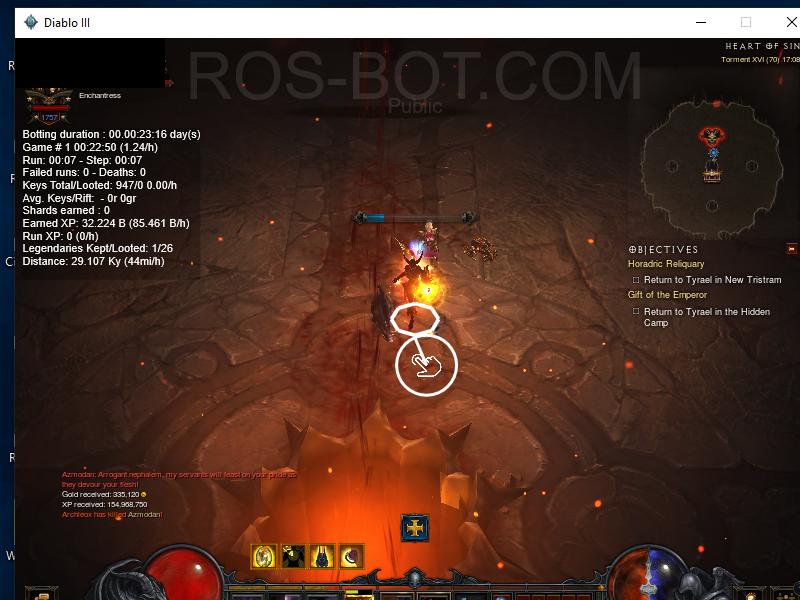 Diablo III
HEART OF SIN
Torment XVI (70) 17:08
ROS-BOT.COM
Public
Enchantress
1757
Botting duration : 00.00:23:16 day(s)
Game # 1 00:22:50 (1.24/h)
Run: 00:07 - Step: 00:07
Failed runs: 0 - Deaths: 0
Keys Total/Looted: 947/0 0.00/h
Avg. Keys/Rift:  - 0r 0gr
Shards earned : 0
Earned XP: 32.224 B (85.461 B/h)
Run XP: 0 (0/h)
Legendaries Kept/Looted: 1/26
Distance: 29.107 Ky (44mi/h)
OBJECTIVES
Horadric Reliquary
Return to Tyrael in New Tristram
Gift of the Emperor
Return to Tyrael in the Hidden
Camp
Azmodan: Arrogant nephalem, my servants will feast on your pride as
they devour your flesh!
Gold received: 335,120
XP received: 154,968,750
Archleox has killed Azmodan!